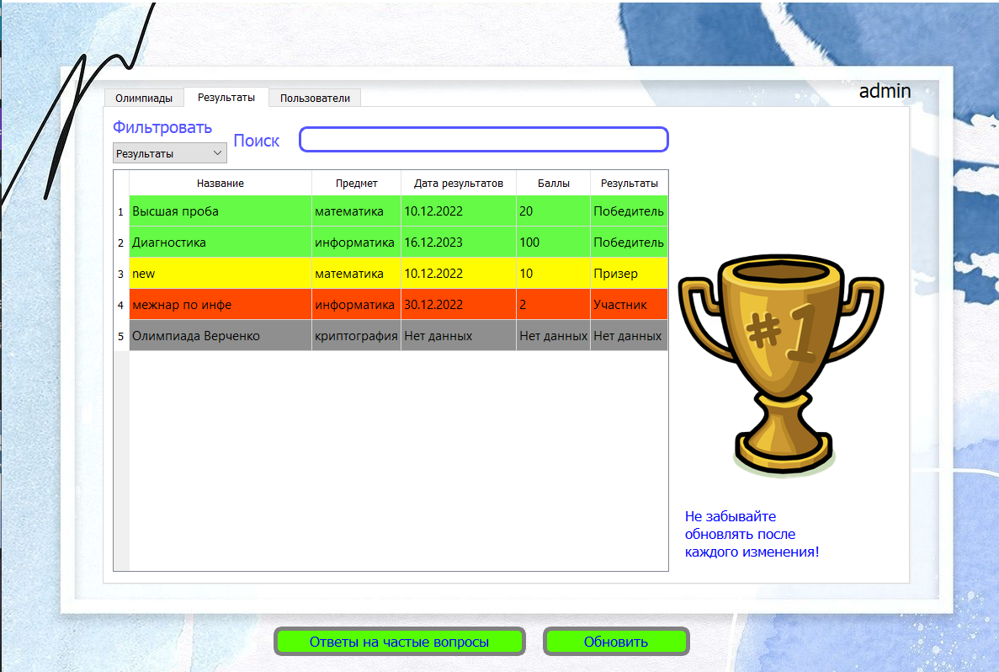 admin
Олимпиады Результаты Пользователи
Фильтровать
Поиск
Результаты
Название Предмет Дата результатов Баллы Результаты
1 Высшая проба математика 10.12.2022 20 Победитель
2 Диагностика информатика 16.12.2023 100 Победитель
3 new математика 10.12.2022 10 Призер
4 межнар по инфе информатика 30.12.2022 2 Участник
5 Олимпиада Верченко криптография Нет данных Нет данных Нет данных
#1
Не забывайте
обновлять после
каждого изменения!
Ответы на частые вопросы Обновить